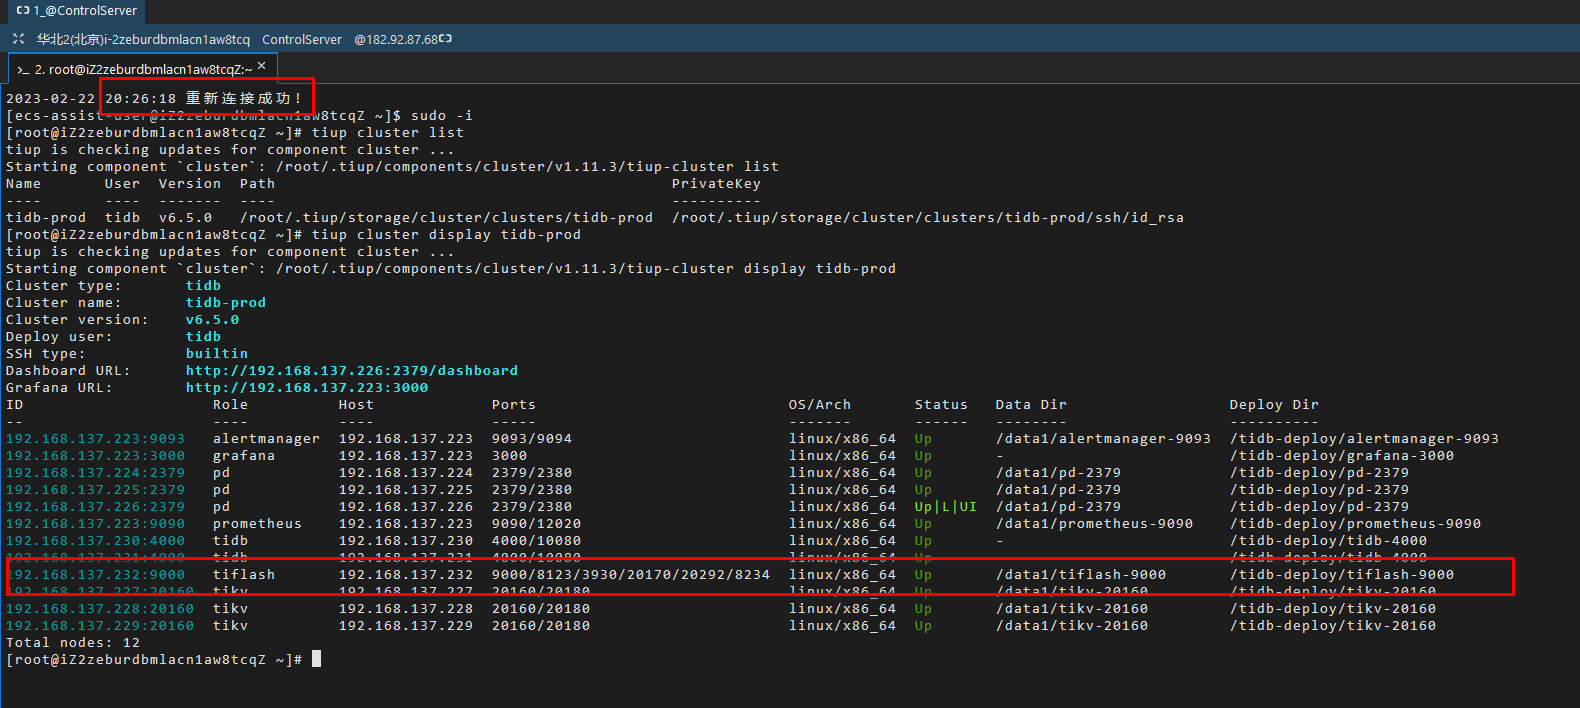 1_@ControlServer
华北2(北京)i-2zeburdbmlacn1aw8tcq ControlServer @182.92.87.68
2. root@iZ2zeburdbmlacn1aw8tcqZ:~ ×
2023-02-22 20:26:18 重新连接成功!
[ecs-assist-user@iZ2zeburdbmlacn1aw8tcqZ ~]$ sudo -i
[root@iZ2zeburdbmlacn1aw8tcqZ ~]# tiup cluster list
tiup is checking updates for component cluster ...
Starting component `cluster`: /root/.tiup/components/cluster/v1.11.3/tiup-cluster list
Name User Version Path PrivateKey
---- ---- ------- ---- ----------
tidb-prod tidb v6.5.0 /root/.tiup/storage/cluster/clusters/tidb-prod /root/.tiup/storage/cluster/clusters/tidb-prod/ssh/id_rsa
[root@iZ2zeburdbmlacn1aw8tcqZ ~]# tiup cluster display tidb-prod
tiup is checking updates for component cluster ...
Starting component `cluster`: /root/.tiup/components/cluster/v1.11.3/tiup-cluster display tidb-prod
Cluster type: tidb
Cluster name: tidb-prod
Cluster version: v6.5.0
Deploy user: tidb
SSH type: builtin
Dashboard URL: http://192.168.137.226:2379/dashboard
Grafana URL: http://192.168.137.223:3000
ID Role Host Ports OS/Arch Status Data Dir Deploy Dir
-- ---- ---- ----- ------- ------ -------- ----------
192.168.137.223:9093 alertmanager 192.168.137.223 9093/9094 linux/x86_64 Up /data1/alertmanager-9093 /tidb-deploy/alertmanager-9093
192.168.137.223:3000 grafana 192.168.137.223 3000 linux/x86_64 Up - /tidb-deploy/grafana-3000
192.168.137.224:2379 pd 192.168.137.224 2379/2380 linux/x86_64 Up /data1/pd-2379 /tidb-deploy/pd-2379
192.168.137.225:2379 pd 192.168.137.225 2379/2380 linux/x86_64 Up /data1/pd-2379 /tidb-deploy/pd-2379
192.168.137.226:2379 pd 192.168.137.226 2379/2380 linux/x86_64 Up|L|UI /data1/pd-2379 /tidb-deploy/pd-2379
192.168.137.223:9090 prometheus 192.168.137.223 9090/12020 linux/x86_64 Up /data1/prometheus-9090 /tidb-deploy/prometheus-9090
192.168.137.230:4000 tidb 192.168.137.230 4000/10080 linux/x86_64 Up - /tidb-deploy/tidb-4000
192.168.137.231:4000 tidb 192.168.137.231 4000/10080 linux/x86_64 Up - /tidb-deploy/tidb-4000
192.168.137.232:9000 tiflash 192.168.137.232 9000/8123/3930/20170/20292/8234 linux/x86_64 Up /data1/tiflash-9000 /tidb-deploy/tiflash-9000
192.168.137.227:20160 tikv 192.168.137.227 20160/20180 linux/x86_64 Up /data1/tikv-20160 /tidb-deploy/tikv-20160
192.168.137.228:20160 tikv 192.168.137.228 20160/20180 linux/x86_64 Up /data1/tikv-20160 /tidb-deploy/tikv-20160
192.168.137.229:20160 tikv 192.168.137.229 20160/20180 linux/x86_64 Up /data1/tikv-20160 /tidb-deploy/tikv-20160
Total nodes: 12
[root@iZ2zeburdbmlacn1aw8tcqZ ~]#